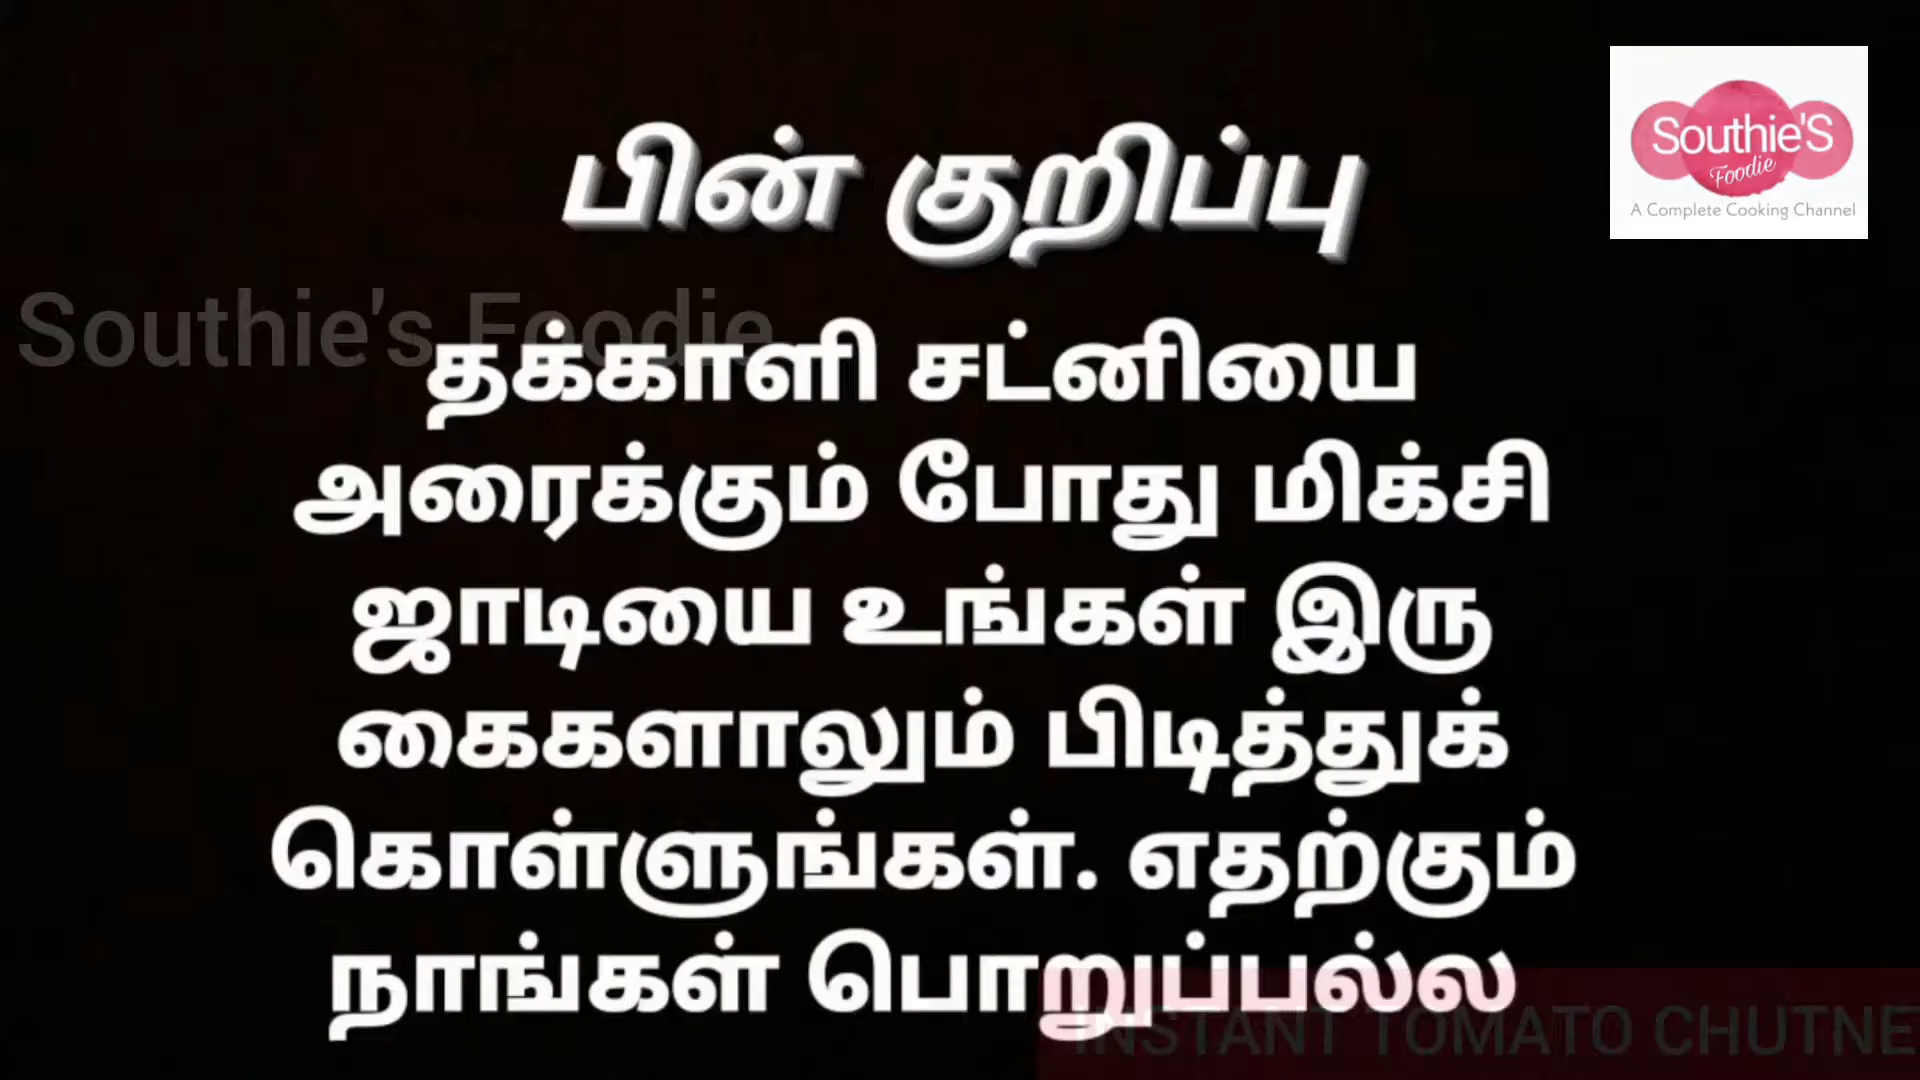 பின் குறிப்பு
Southie'S
Foodie
A Complete Cooking Channel
Southie's Foodie
தக்காளி சட்னியை
அரைக்கும் போது மிக்சி
ஜாடியை உங்கள் இரு
கைகளாலும் பிடித்துக்
கொள்ளுங்கள். எதற்கும்
நாங்கள் பொறுப்பல்ல
INSTANT TOMATO CHUTNE